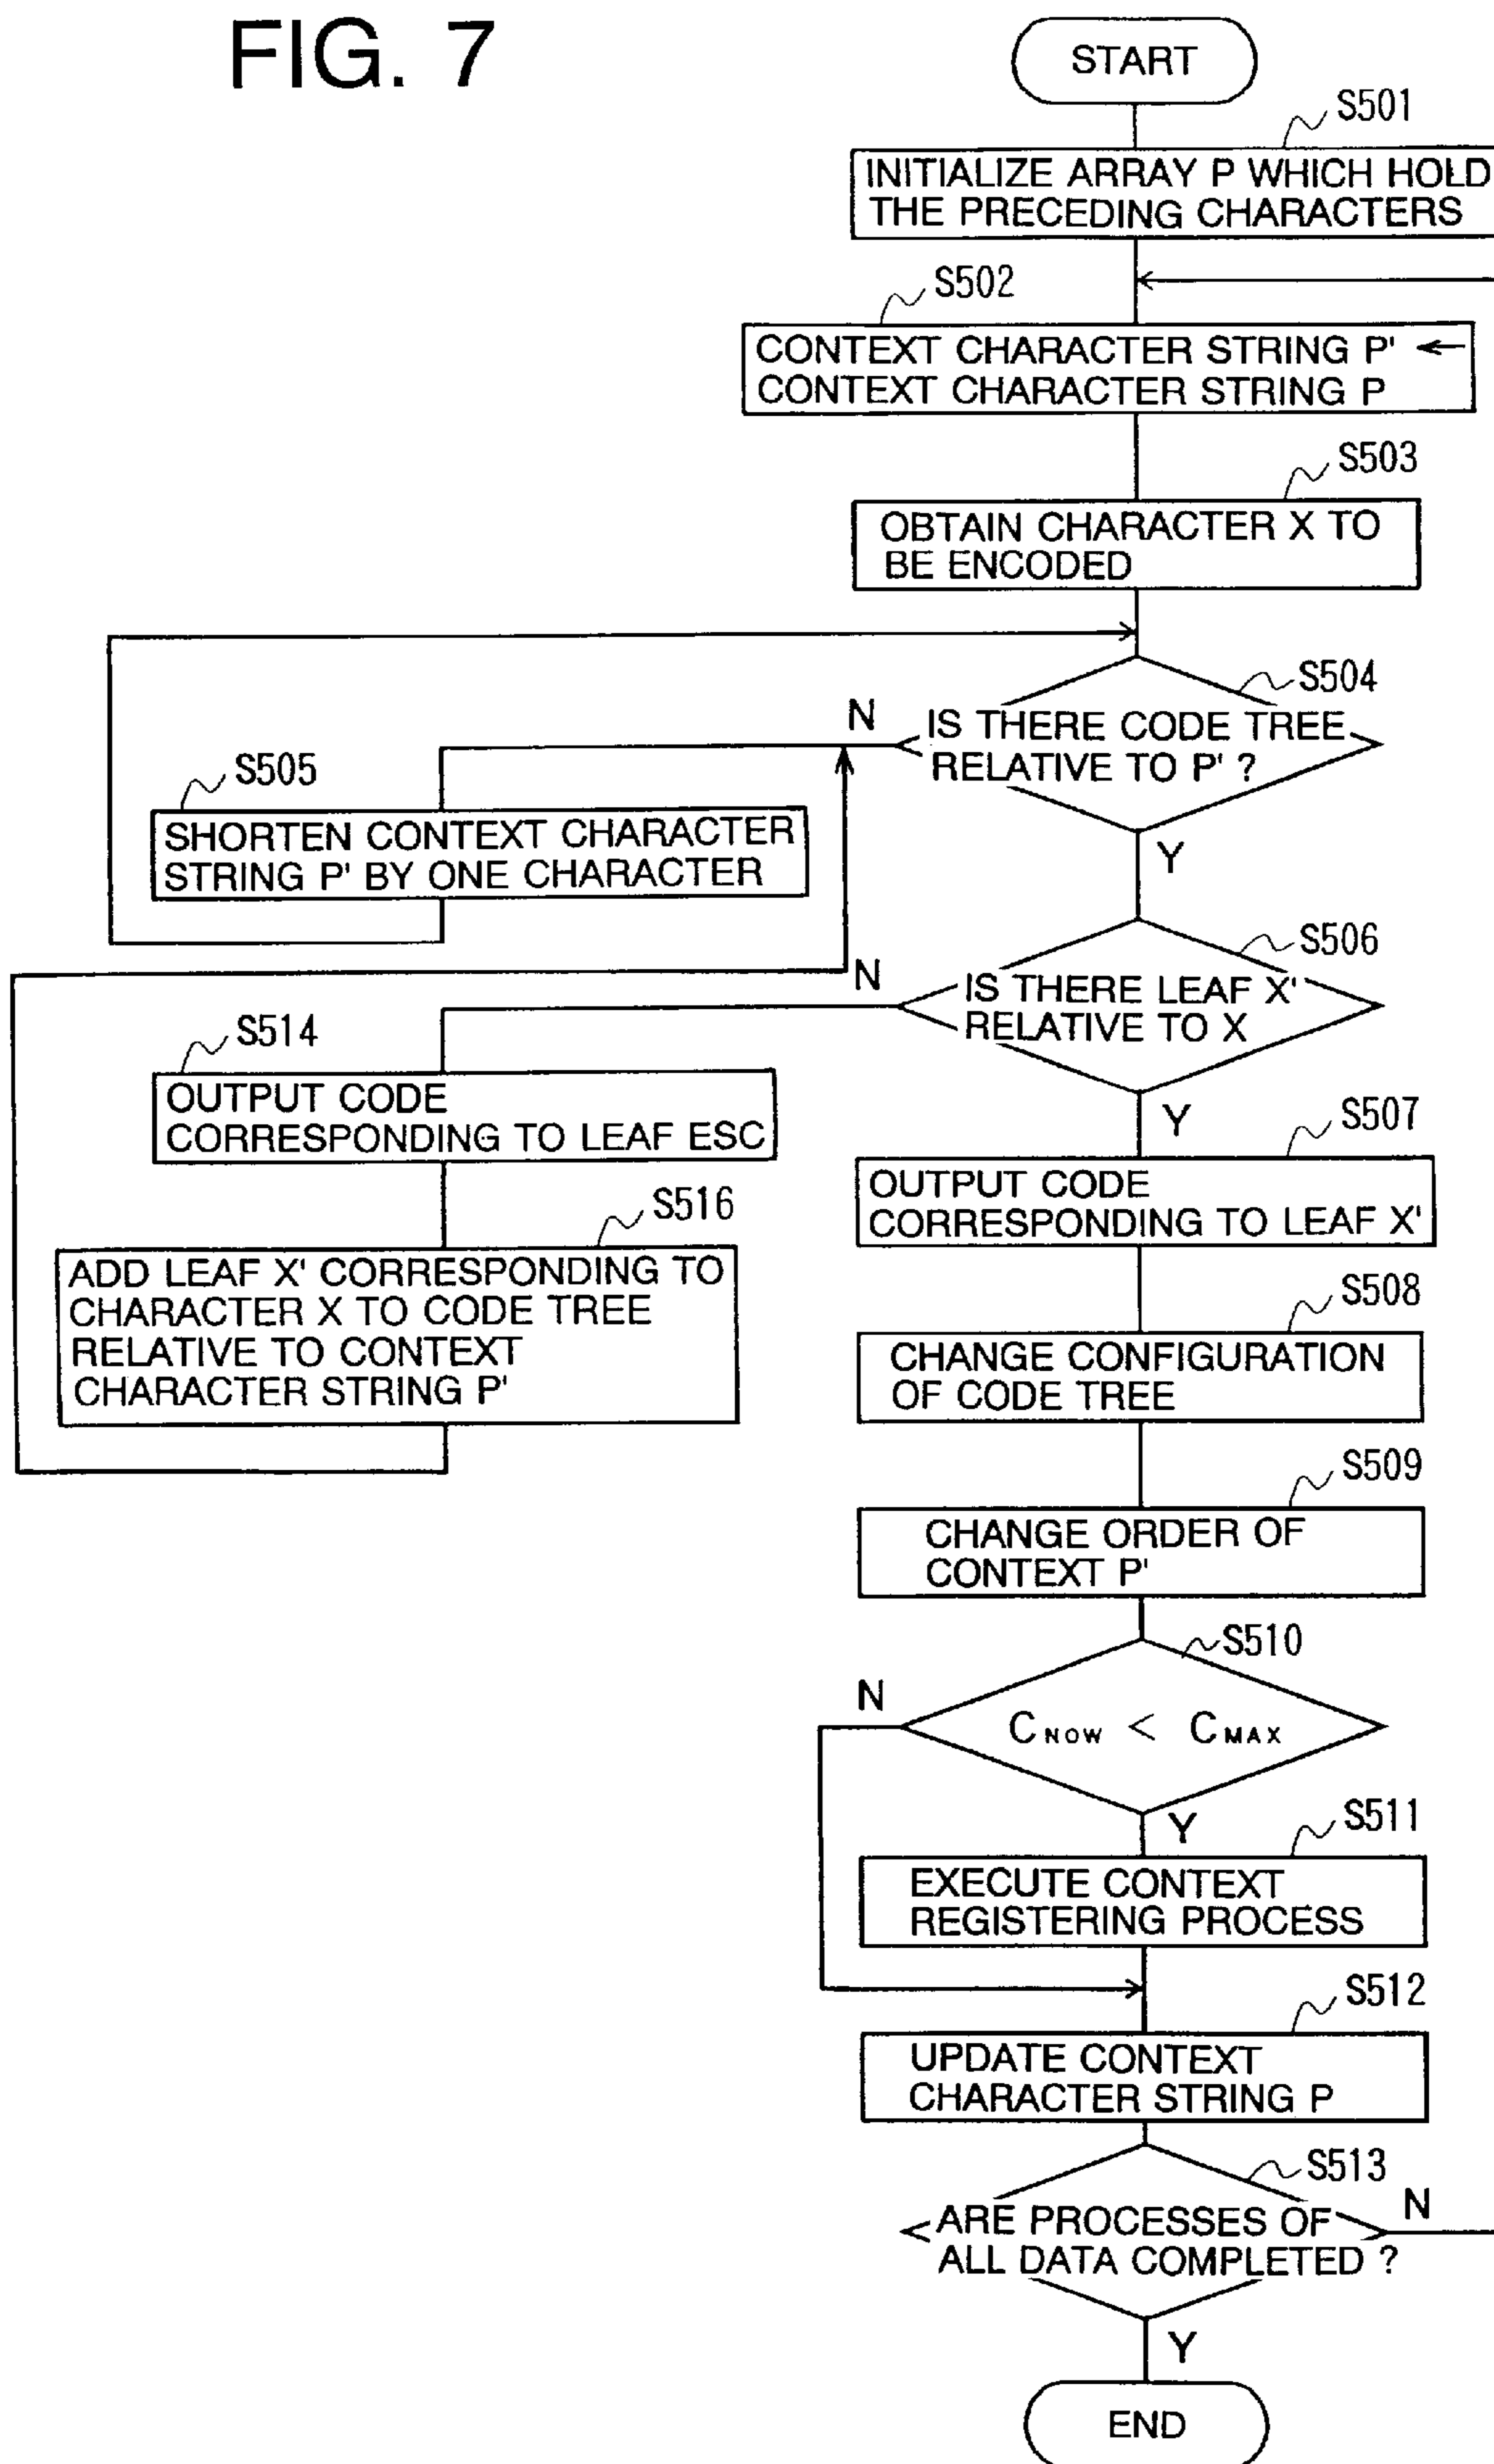 FIG. 7
START
S501
INITIALIZE ARRAY P WHICH HOLD
THE PRECEDING CHARACTERS
S502
CONTEXT CHARACTER STRING P' ←
CONTEXT CHARACTER STRING P
S503
OBTAIN CHARACTER X TO
BE ENCODED
S504
N
IS THERE CODE TREE
RELATIVE TO P' ?
Y
S505
SHORTEN CONTEXT CHARACTER
STRING P' BY ONE CHARACTER
S506
N
IS THERE LEAF X'
RELATIVE TO X
Y
S514
OUTPUT CODE
CORRESPONDING TO LEAF ESC
S516
ADD LEAF X' CORRESPONDING TO
CHARACTER X TO CODE TREE
RELATIVE TO CONTEXT
CHARACTER STRING P'
S507
OUTPUT CODE
CORRESPONDING TO LEAF X'
S508
CHANGE CONFIGURATION
OF CODE TREE
S509
CHANGE ORDER OF
CONTEXT P'
S510
N
CNOW < CMAX
Y
S511
EXECUTE CONTEXT
REGISTERING PROCESS
S512
UPDATE CONTEXT
CHARACTER STRING P
S513
N
ARE PROCESSES OF
ALL DATA COMPLETED ?
Y
END